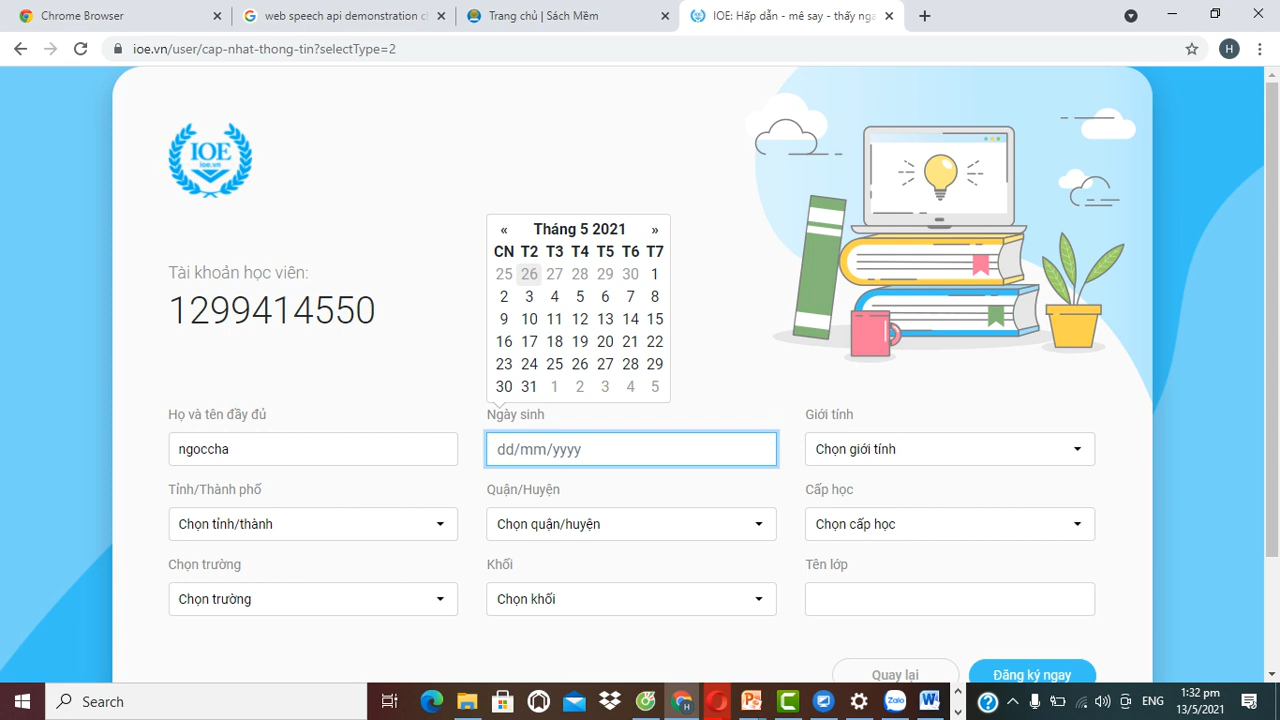 Chrome Browser
web speech api demonstration c
Trang chủ | Sách Mềm
IOE: Hấp dẫn - mê say - thấy nga
ioe.vn/user/cap-nhat-thong-tin?selectType=2
H
IOE
ioe.vn
Tài khoản học viên:
1299414550
« Tháng 5 2021 »
CN T2 T3 T4 T5 T6 T7
25 26 27 28 29 30 1
2 3 4 5 6 7 8
9 10 11 12 13 14 15
16 17 18 19 20 21 22
23 24 25 26 27 28 29
30 31 1 2 3 4 5
Họ và tên đầy đủ
Ngày sinh
Giới tính
ngoccha
dd/mm/yyyy
Chọn giới tính
Tỉnh/Thành phố
Quận/Huyện
Cấp học
Chọn tỉnh/thành
Chọn quận/huyện
Chọn cấp học
Chọn trường
Khối
Tên lớp
Chọn trường
Chọn khối
Quay lại
Đăng ký ngay
Search
Zalo
ENG
1:32 pm
13/5/2021